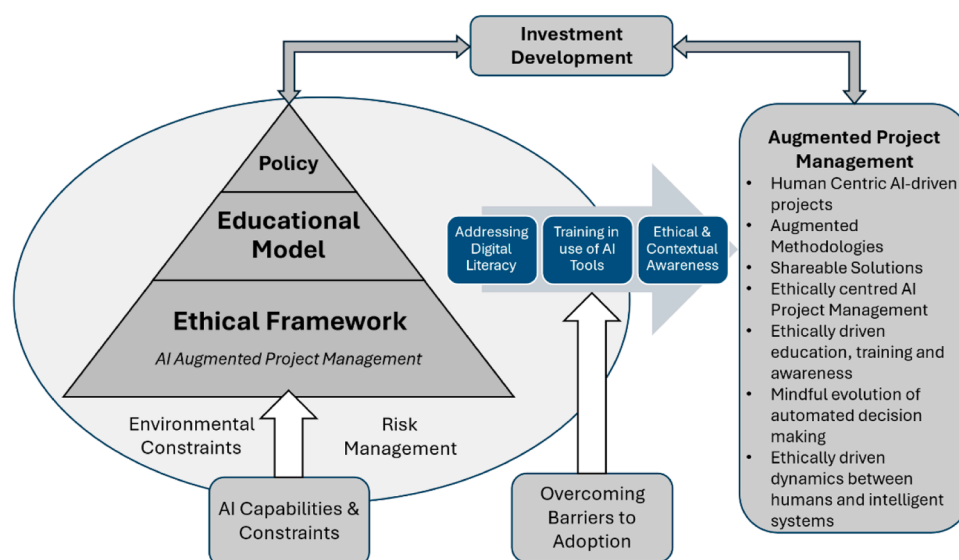 Investment
Development
Policy
Educational
Model
Ethical Framework
AI Augmented Project Management
Environmental
Constraints
Risk
Management
AI Capabilities &
Constraints
Addressing
Digital
Literacy
Training in
use of AI
Tools
Ethical &
Contextual
Awareness
Overcoming
Barriers to
Adoption
Augmented Project
Management
• Human Centric AI-driven
projects
• Augmented
Methodologies
• Shareable Solutions
• Ethically centred AI
Project Management
• Ethically driven
education, training and
awareness
• Mindful evolution of
automated decision
making
• Ethically driven
dynamics between
humans and intelligent
systems